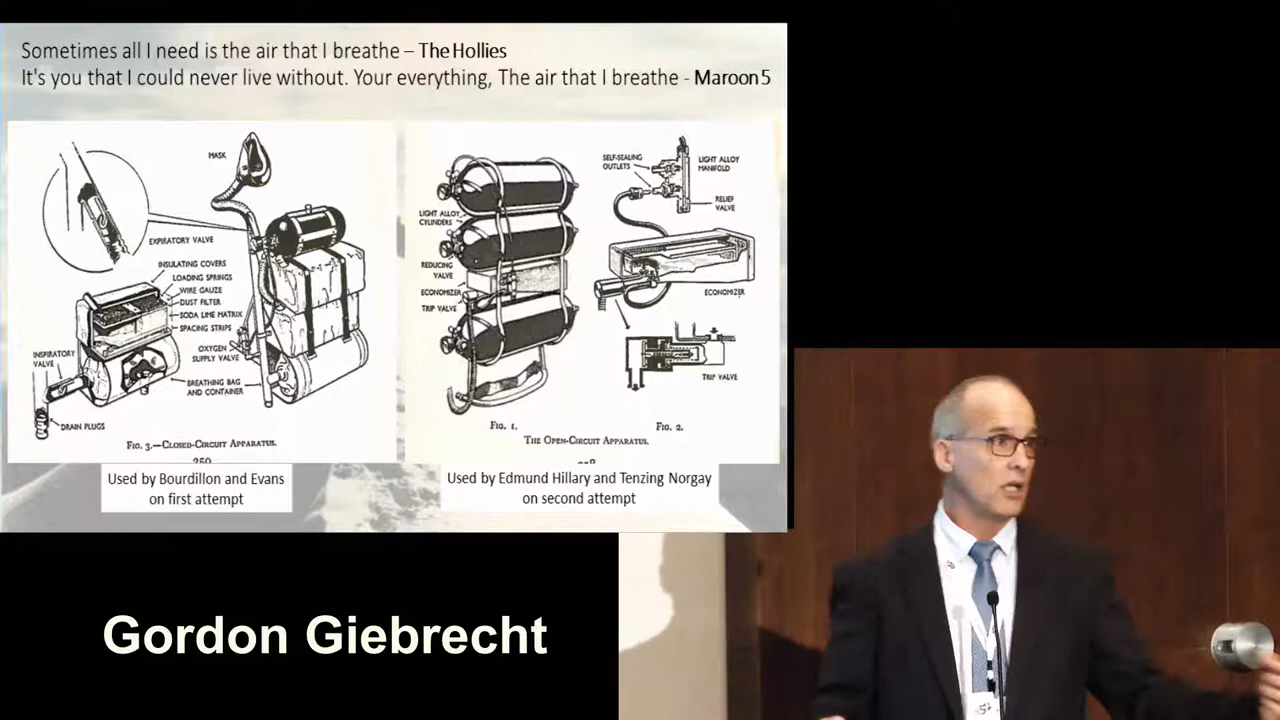 Sometimes all I need is the air that I breathe – The Hollies
It's you that I could never live without. Your everything, The air that I breathe - Maroon 5
MASK
EXPIRATORY VALVE
INSULATING COVERS
LOADING SPRINGS
WIRE GAUZE
DUST FILTER
SODA LIME MATRIX
SPACING STRIPS
INSPIRATORY
VALVE
OXYGEN
SUPPLY VALVE
BREATHING BAG
AND CONTAINER
DRAIN PLUGS
FIG. 3.—CLOSED-CIRCUIT APPARATUS.
SELF-SEALING
OUTLETS
LIGHT ALLOY
MANIFOLD
RELIEF
VALVE
LIGHT ALLOY
CYLINDERS
REDUCING
VALVE
ECONOMIZER
TRIP VALVE
ECONOMIZER
TRIP VALVE
FIG. 1.
FIG. 2.
THE OPEN-CIRCUIT APPARATUS.
Used by Bourdillon and Evans
on first attempt
Used by Edmund Hillary and Tenzing Norgay
on second attempt
Gordon Giebrecht